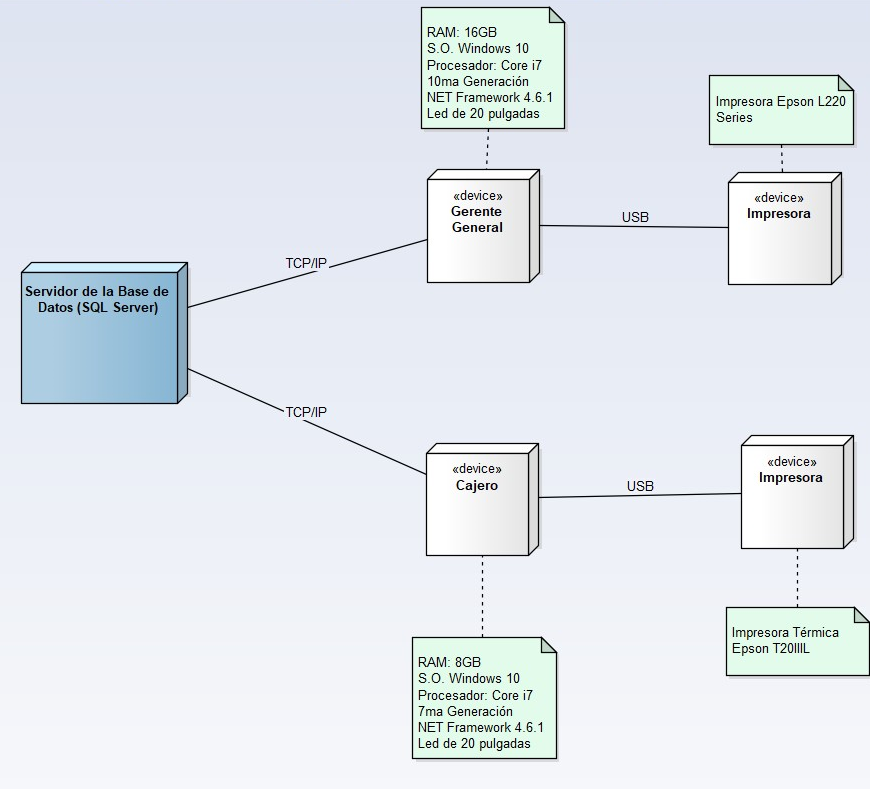 RAM: 16GB
S.O. Windows 10
Procesador: Core i7
10ma Generación
NET Framework 4.6.1
Led de 20 pulgadas
Impresora Epson L220
Series
«device»
Gerente
General
USB
«device»
Impresora
TCP/IP
Servidor de la Base de
Datos (SQL Server)
TCP/IP
«device»
Cajero
USB
«device»
Impresora
Impresora Térmica
Epson T20IIIL
RAM: 8GB
S.O. Windows 10
Procesador: Core i7
7ma Generación
NET Framework 4.6.1
Led de 20 pulgadas